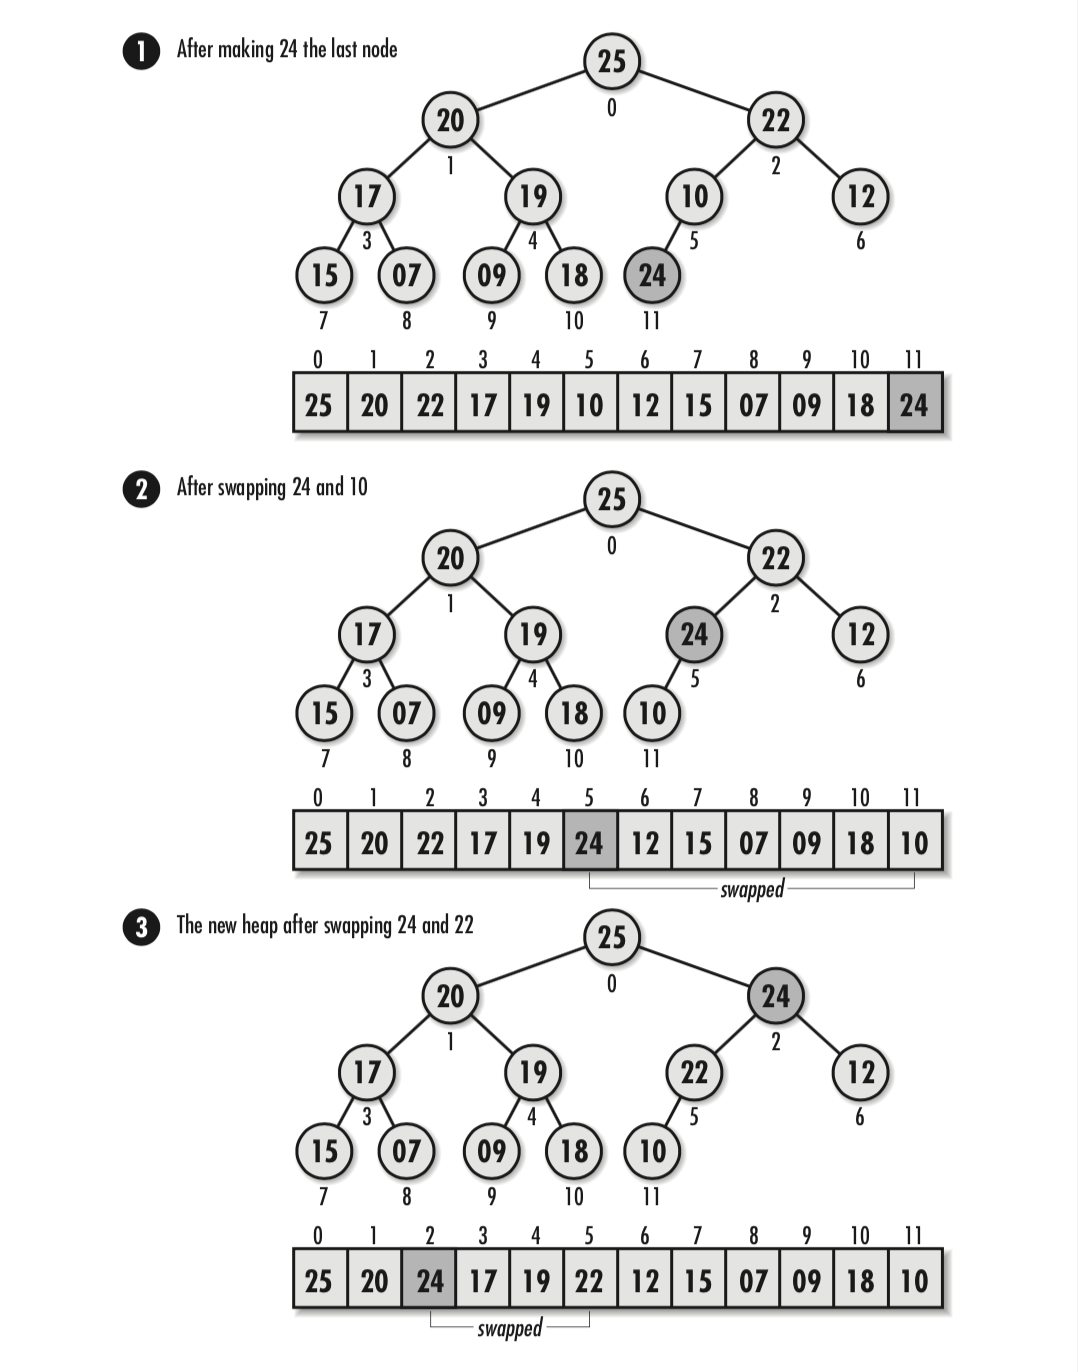 1 After making 24 the last node
25
0
20 22
1 2
17 19 10 12
3 4 5 6
15 07 09 18 24
7 8 9 10 11
0 1 2 3 4 5 6 7 8 9 10 11
25 20 22 17 19 10 12 15 07 09 18 24
2 After swapping 24 and 10
25
0
20 22
1 2
17 19 24 12
3 4 5 6
15 07 09 18 10
7 8 9 10 11
0 1 2 3 4 5 6 7 8 9 10 11
25 20 22 17 19 24 12 15 07 09 18 10
swapped
3 The new heap after swapping 24 and 22
25
0
20 24
1 2
17 19 22 12
3 4 5 6
15 07 09 18 10
7 8 9 10 11
0 1 2 3 4 5 6 7 8 9 10 11
25 20 24 17 19 22 12 15 07 09 18 10
swapped